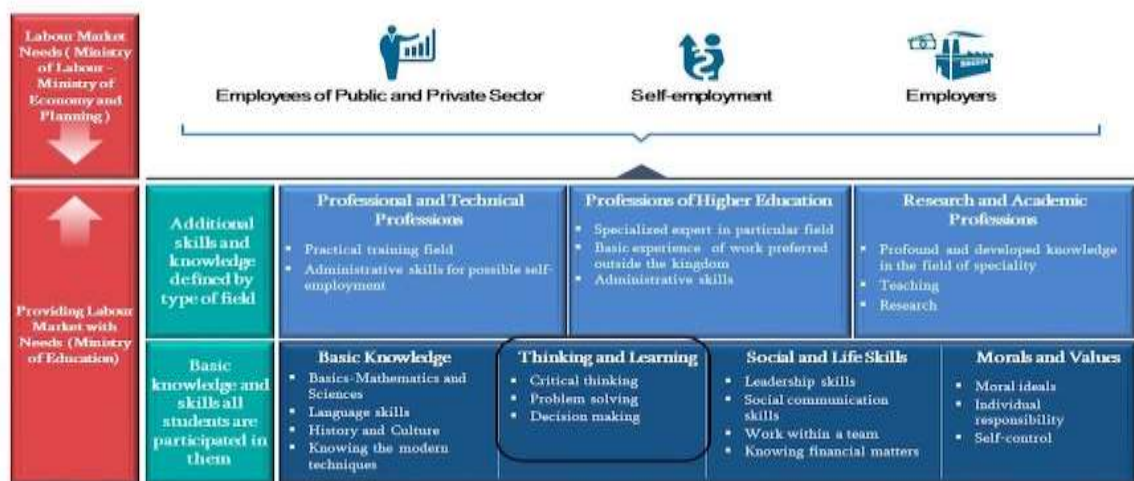 Labour Market
Needs ( Ministry
of Labour -
Ministry of
Economy and
Planning )
Employees of Public and Private Sector
Self-employment
Employers
Providing Labour
Market with
Needs (Ministry
of Education)
Additional
skills and
knowledge
defined by
type of field
Professional and Technical
Professions
▪ Practical training field
▪ Administrative skills for possible self-
employment
Professions of Higher Education
▪ Specialized expert in particular field
▪ Basic experience of work preferred
outside the kingdom
▪ Administrative skills
Research and Academic
Professions
▪ Profound and developed knowledge
in the field of speciality
▪ Teaching
▪ Research
Basic
knowledge and
skills all
students are
participated in
them
Basic Knowledge
▪ Basics-Mathematics and
Sciences
▪ Language skills
▪ History and Culture
▪ Knowing the modern
techniques
Thinking and Learning
▪ Critical thinking
▪ Problem solving
▪ Decision making
Social and Life Skills
▪ Leadership skills
▪ Social communication
skills
▪ Work within a team
▪ Knowing financial matters
Morals and Values
▪ Moral ideals
▪ Individual
responsibility
▪ Self-control